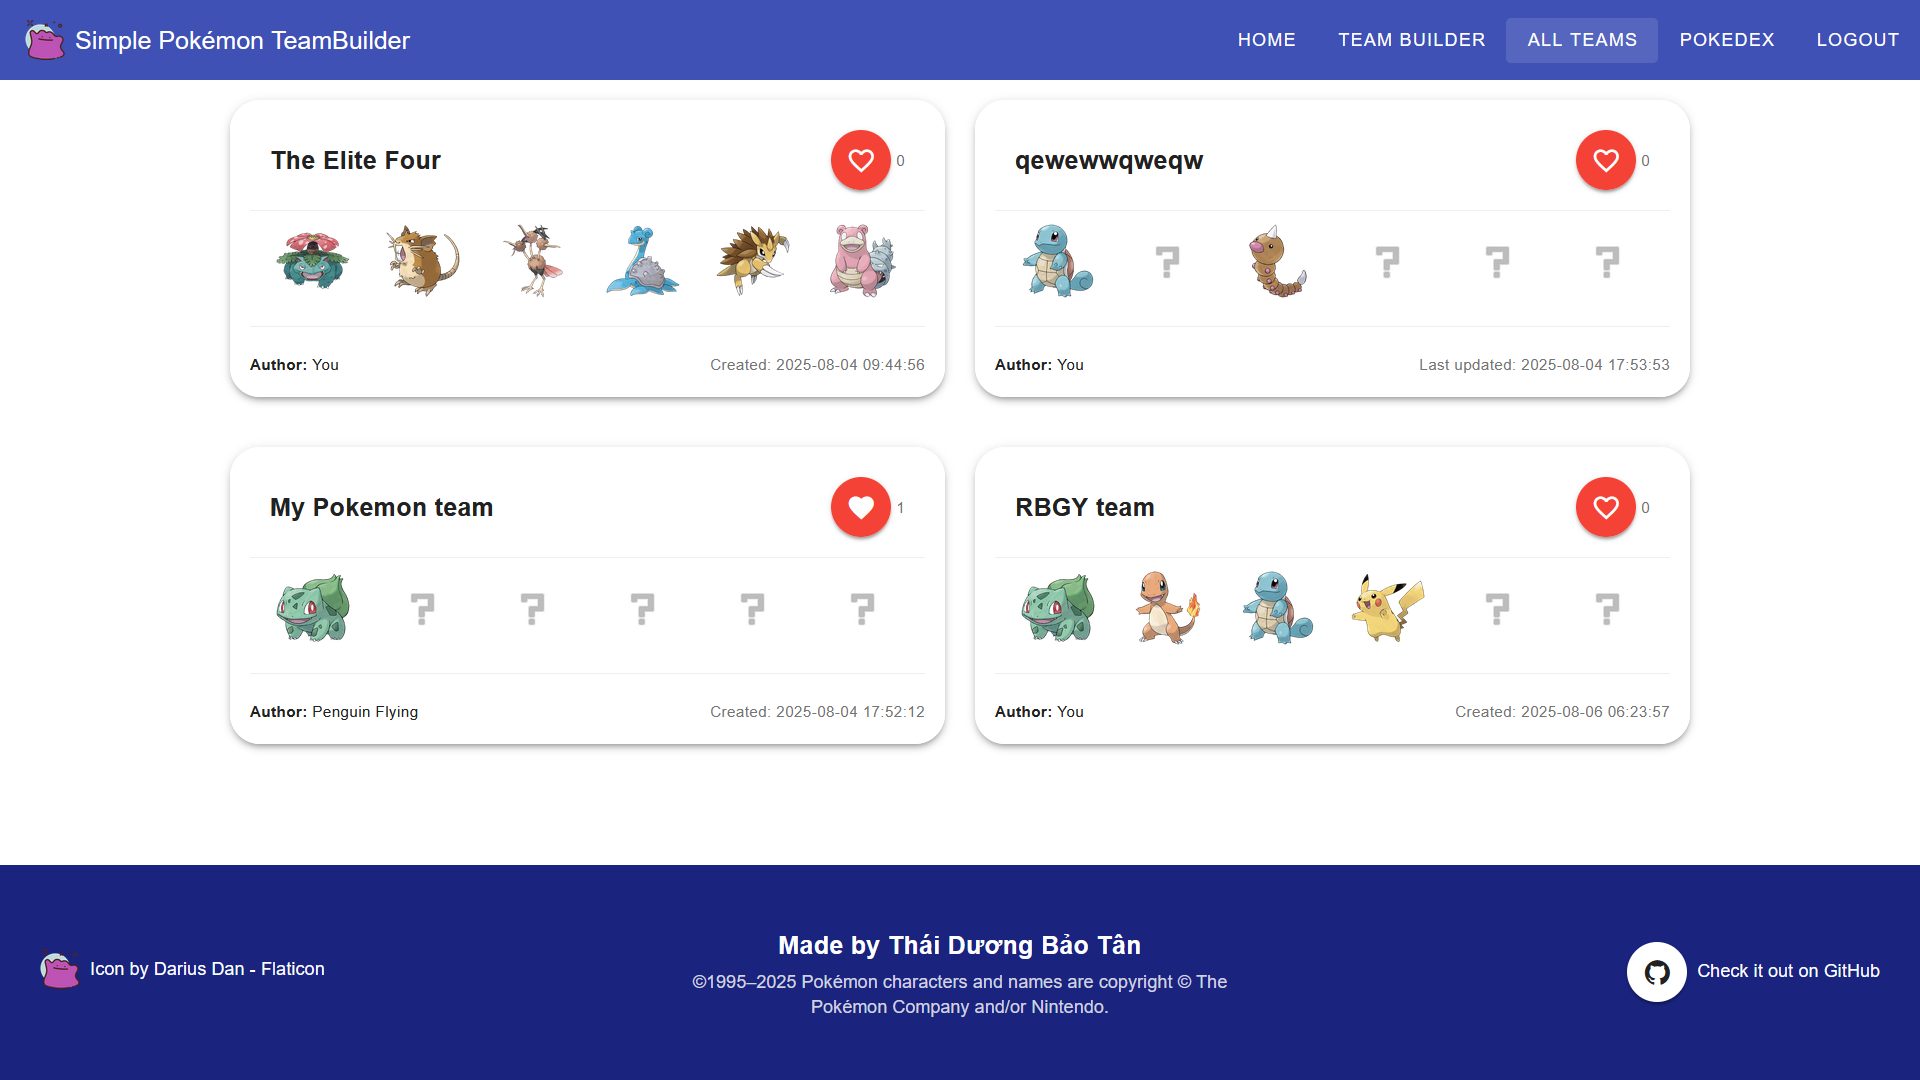 Simple Pokémon TeamBuilder
HOME
TEAM BUILDER
ALL TEAMS
POKEDEX
LOGOUT
The Elite Four
0
Author: You
Created: 2025-08-04 09:44:56
qewewwqweqw
0
? ? ? ?
Author: You
Last updated: 2025-08-04 17:53:53
My Pokemon team
1
? ? ? ? ?
Author: Penguin Flying
Created: 2025-08-04 17:52:12
RBGY team
0
? ?
Author: You
Created: 2025-08-06 06:23:57
Icon by Darius Dan - Flaticon
Made by Thái Dương Bảo Tân
©1995–2025 Pokémon characters and names are copyright © The
Pokémon Company and/or Nintendo.
Check it out on GitHub